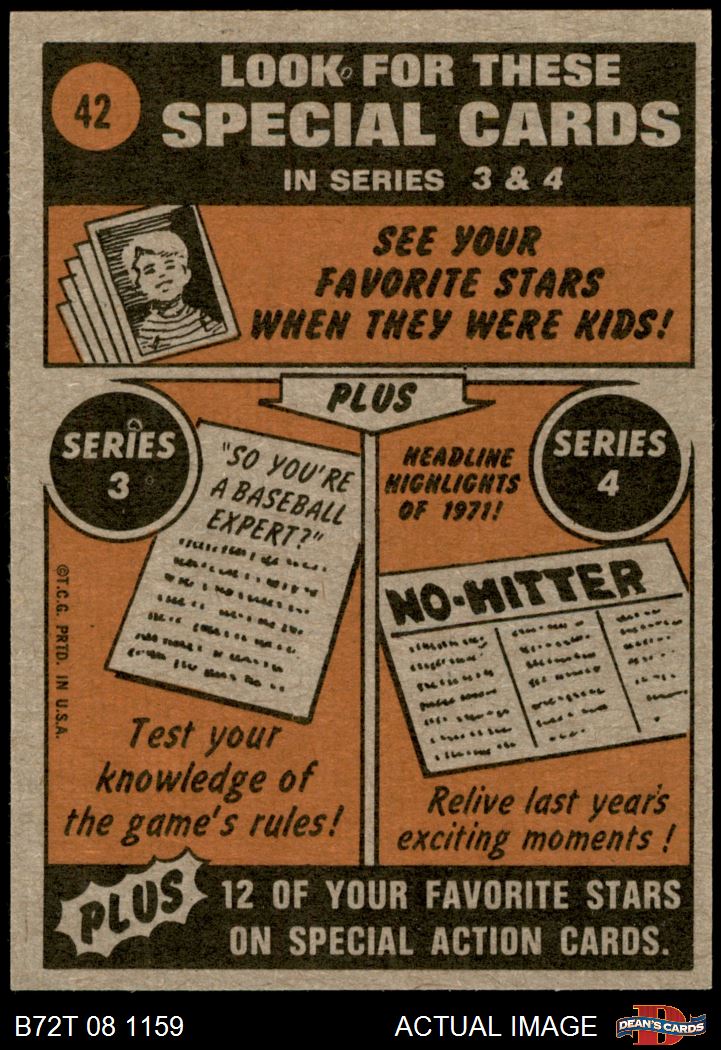 42
LOOK FOR THESE
SPECIAL CARDS
IN SERIES 3 & 4
SEE YOUR
FAVORITE STARS
WHEN THEY WERE KIDS!
PLUS
SERIES
3
"SO YOU'RE
A BASEBALL
EXPERT?"
Test your
knowledge of
the game's rules!
©T.C.G. PRTD. IN U.S.A.
HEADLINE
HIGHLIGHTS
OF 1971!
SERIES
4
NO-HITTER
Relive last year's
exciting moments!
PLUS
12 OF YOUR FAVORITE STARS
ON SPECIAL ACTION CARDS.
B72T 08 1159
ACTUAL IMAGE
D
DEAN'S CARDS